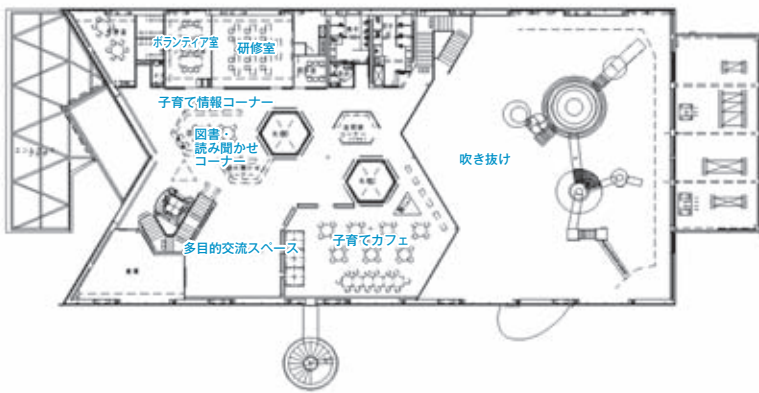 ボランティア室
研修室
子育て情報コーナー
図書・
読み聞かせ
コーナー
吹き抜け
子育てカフェ
多目的交流スペース